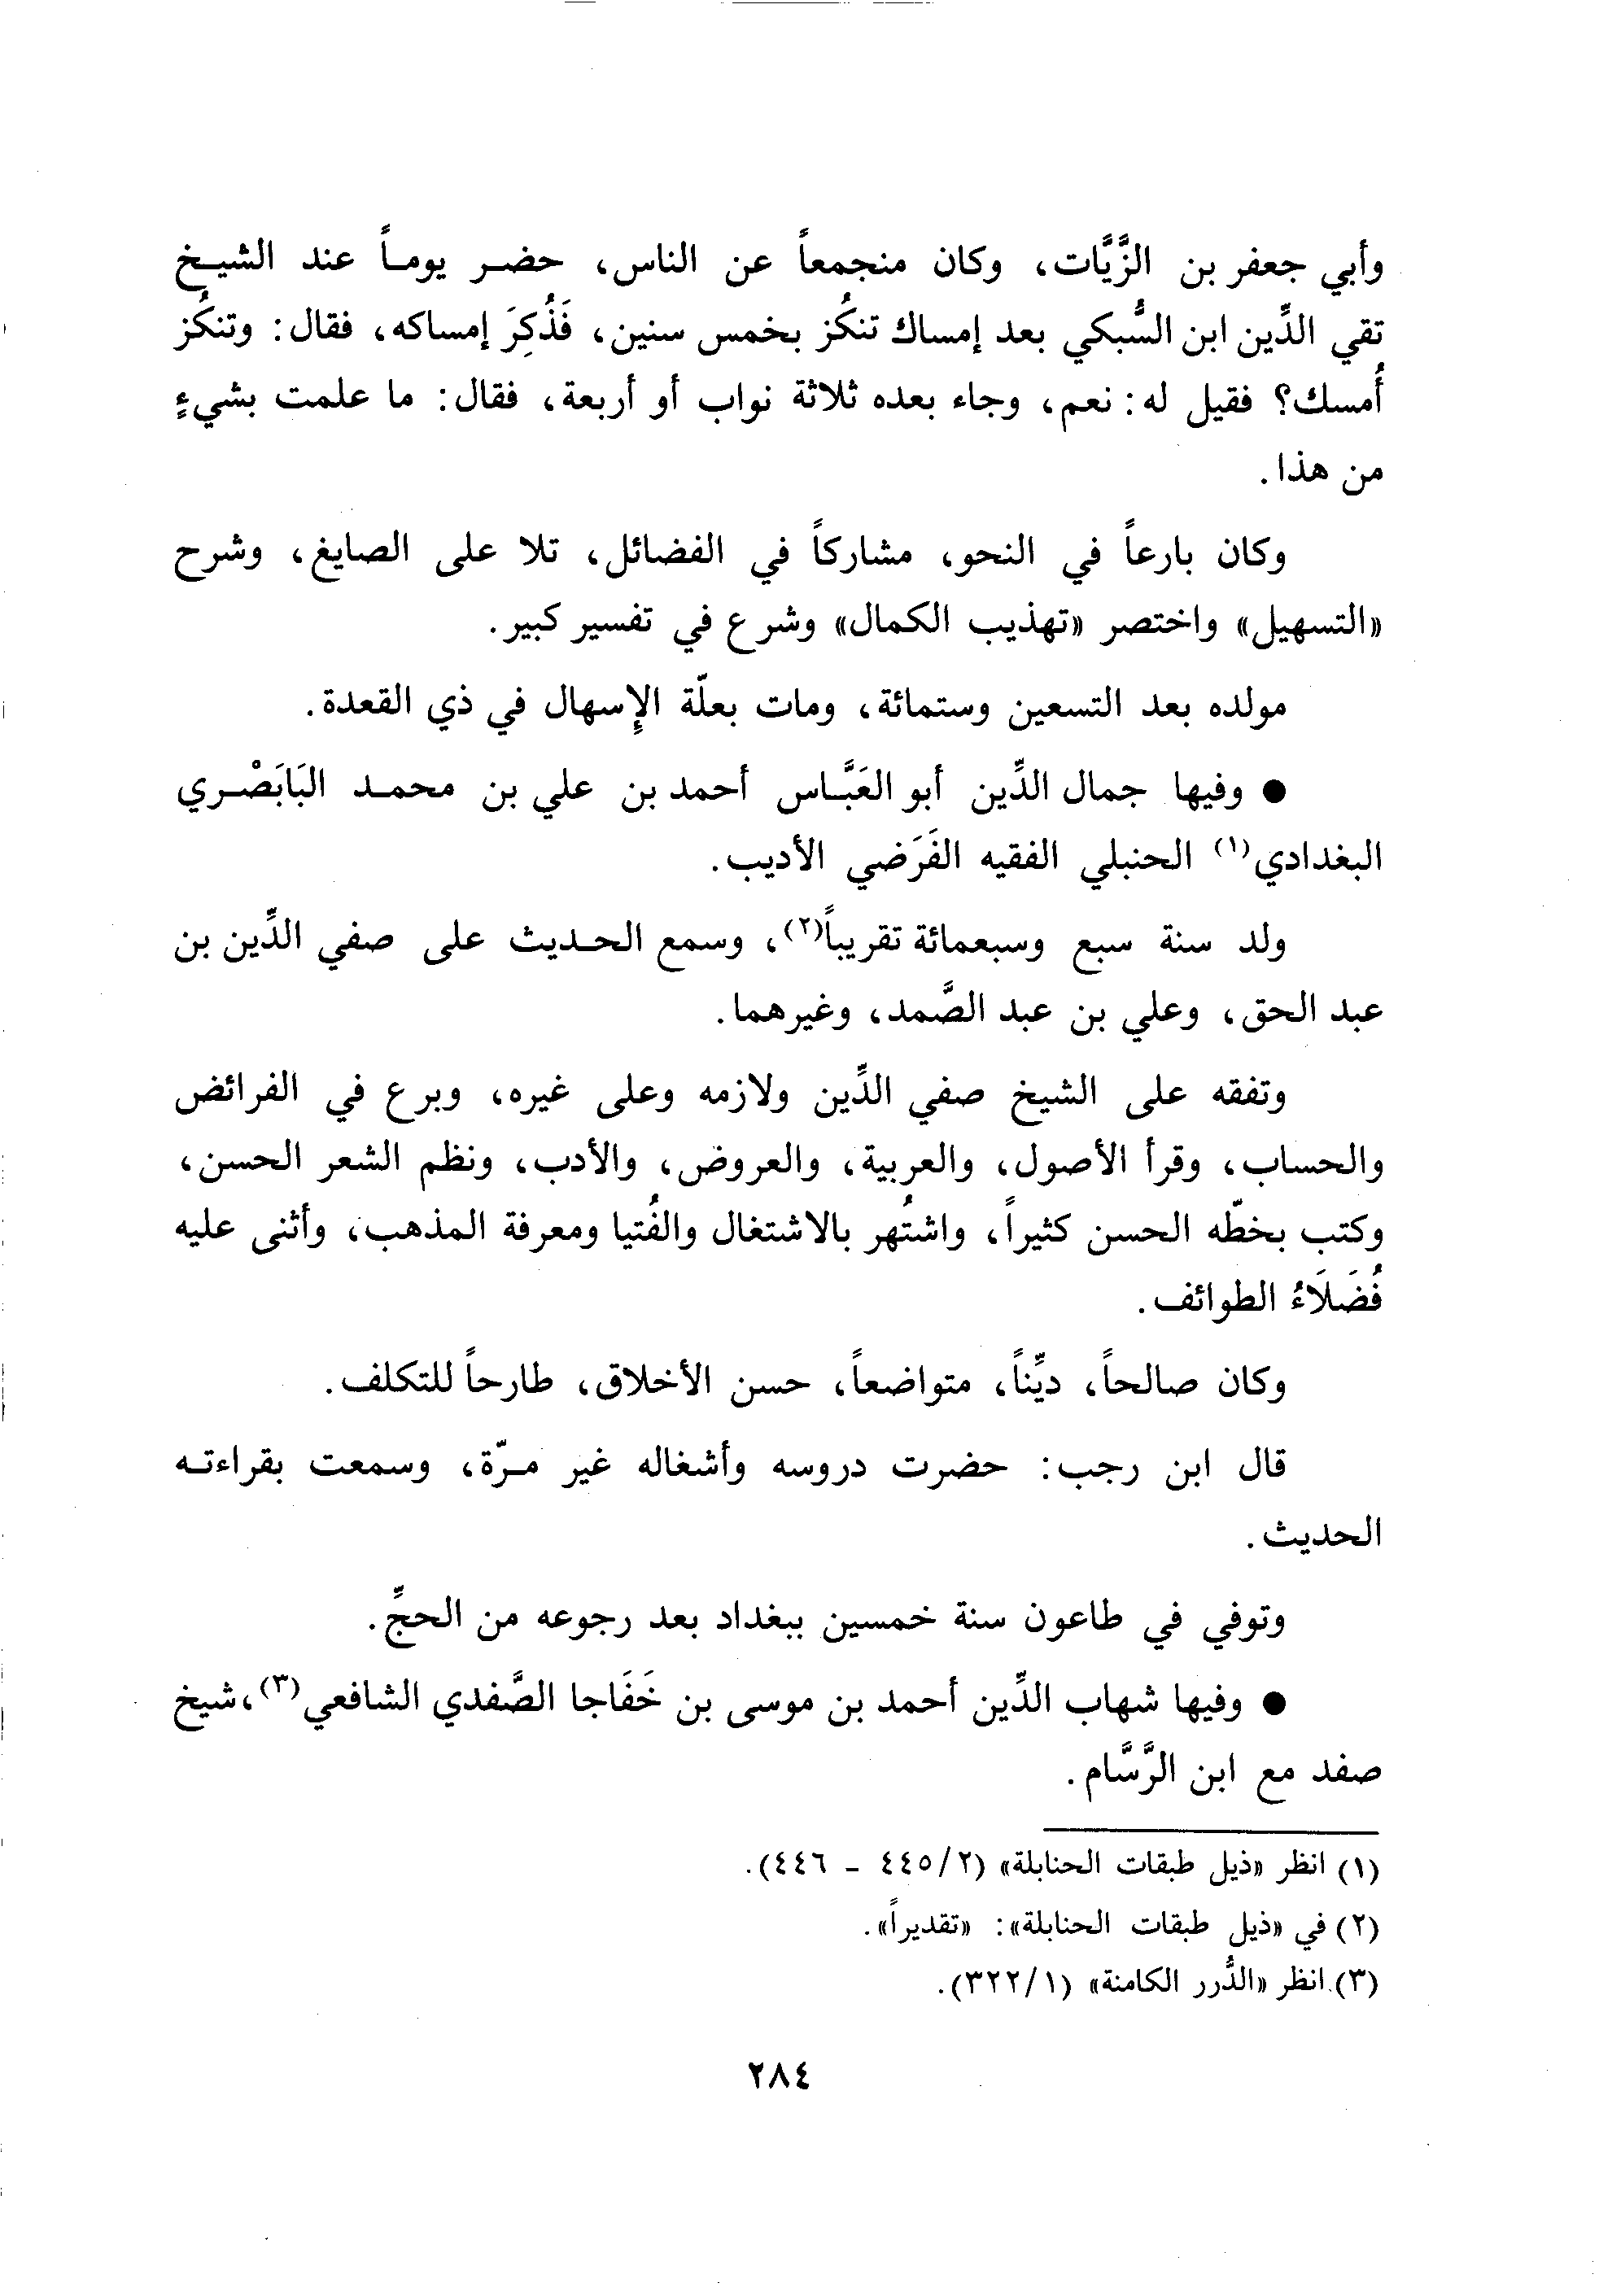 وأبي جعفر بن الزَّيَّات، وكان منجمعاً عن الناس، حضر يوماً عند الشيخ
تقي الدِّين ابن السُّبكي بعد إمساك تنكُز بخمس سنين، فَذُكِرَ إمساكه، فقال: وتنكُز
أُمسك؟ فقيل له: نعم، وجاء بعده ثلاثة نواب أو أربعة، فقال: ما علمت بشيءٍ
من هذا.
وكان بارعاً في النحو، مشاركاً في الفضائل، تلا على الصايغ، وشرح
«التسهيل» واختصر «تهذيب الكمال» وشرع في تفسير كبير.
مولده بعد التسعين وستمائة، ومات بعلّة الإسهال في ذي القعدة.
● وفيها جمال الدِّين أبو العَبَّاس أحمد بن علي بن محمد البَابَصْري
البغدادي(١) الحنبلي الفقيه الفَرَضي الأديب.
ولد سنة سبع وسبعمائة تقريباً(٢)، وسمع الحديث على صفي الدِّين بن
عبد الحق، وعلي بن عبد الصَّمد، وغيرهما.
وتفقه على الشيخ صفي الدِّين ولازمه وعلى غيره، وبرع في الفرائض
والحساب، وقرأ الأصول، والعربية، والعروض، والأدب، ونظم الشعر الحسن،
وكتب بخطّه الحسن كثيراً، واشتُهر بالاشتغال والفُتيا ومعرفة المذهب، وأثنى عليه
فُضَلَاءُ الطوائف.
وكان صالحاً، ديِّناً، متواضعاً، حسن الأخلاق، طارحاً للتكلف.
قال ابن رجب: حضرت دروسه وأشغاله غير مرّة، وسمعت بقراءته
الحديث.
وتوفي في طاعون سنة خمسين ببغداد بعد رجوعه من الحجِّ.
● وفيها شهاب الدِّين أحمد بن موسى بن خَفَاجا الصَّفدي الشافعي(٣)، شيخ
صفد مع ابن الرَّسَّام.
(١) انظر «ذيل طبقات الحنابلة» (٢/٤٤٥ - ٤٤٦).
(٢) في «ذيل طبقات الحنابلة»: «تقديراً».
(٣) انظر «الدُّرر الكامنة» (١/٣٢٢).
٢٨٤